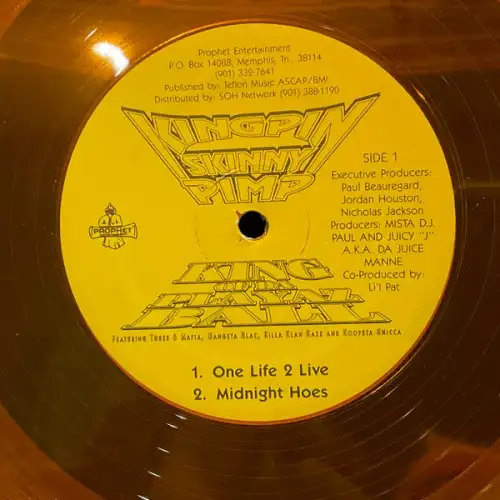 Prophet Entertainment
P.O. Box 14088, Memphis, Tn., 38114
(901) 332-7641
Published by: Teflon Music ASCAP/BMI
Distributed by: SOH Network (901) 388-1190
KINGPIN
SKINNY
PIMP
SIDE 1
Executive Producers:
Paul Beauregard,
Jordan Houston,
Nicholas Jackson
Producers: MISTA D.J.
PAUL AND JUICY "J"
A.K.A. DA JUICE
MANNE
Co-Produced by:
Li'l Pat
PROPHET
KING
OF DA
PLAYAZ
BALL
Featuring Three 6 Mafia, Gangsta Blac, Killa Klan Kaze and Koopsta Knicca
1. One Life 2 Live
2. Midnight Hoes